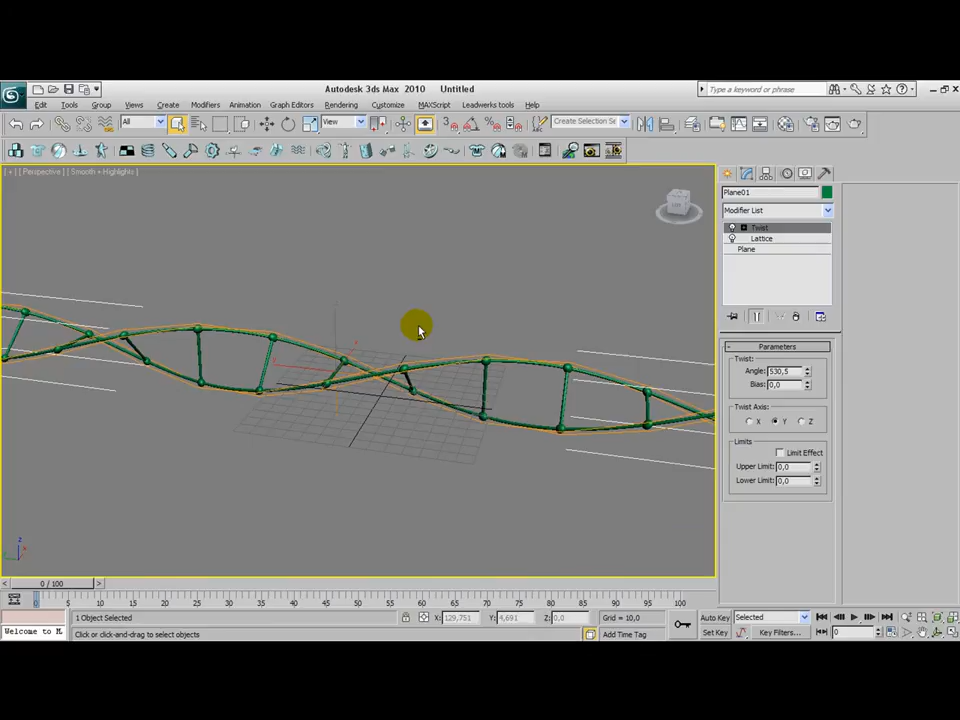 Autodesk 3ds Max 2010 Untitled
Type a keyword or phrase
Edit Tools Group Views Create Modifiers Animation Graph Editors Rendering Customize MAXScript Leadwerks tools Help
All
View
Create Selection Se
[ + ] [ Perspective ] [ Smooth + Highlights ]
Plane01
Modifier List
Twist
Lattice
Plane
Parameters
Twist:
Angle: 530,5
Bias: 0,0
Twist Axis:
X Y Z
Limits
Limit Effect
Upper Limit: 0,0
Lower Limit: 0,0
z
x
0 / 100
0 5 10 15 20 25 30 35 40 45 50 55 60 65 70 75 80 85 90 95 100
1 Object Selected
X: 129,751 Y: 4,691 Z: 0,0
Grid = 10,0
Auto Key Selected
Welcome to M
Click or click-and-drag to select objects
Add Time Tag
Set Key Key Filters...
0